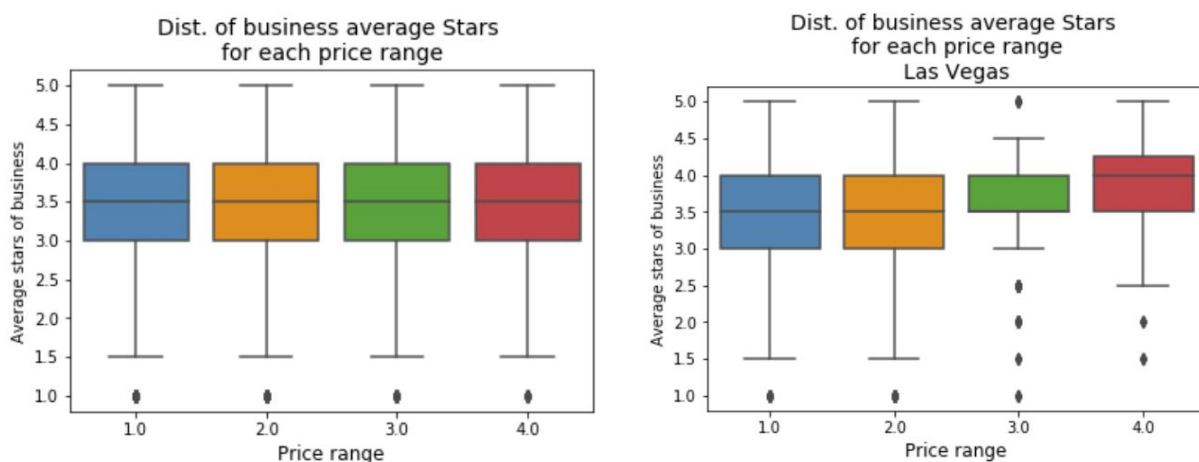 Dist. of business average Stars
for each price range
Average stars of business
5.0
4.5
4.0
3.5
3.0
2.5
2.0
1.5
1.0
1.0 2.0 3.0 4.0
Price range
Dist. of business average Stars
for each price range
Las Vegas
Average stars of business
5.0
4.5
4.0
3.5
3.0
2.5
2.0
1.5
1.0
1.0 2.0 3.0 4.0
Price range